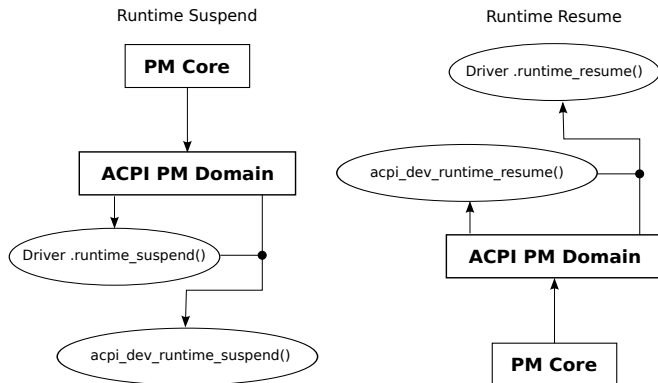 Runtime Suspend
PM Core
ACPI PM Domain
Driver .runtime_suspend()
acpi_dev_runtime_suspend()
Runtime Resume
Driver .runtime_resume()
acpi_dev_runtime_resume()
ACPI PM Domain
PM Core